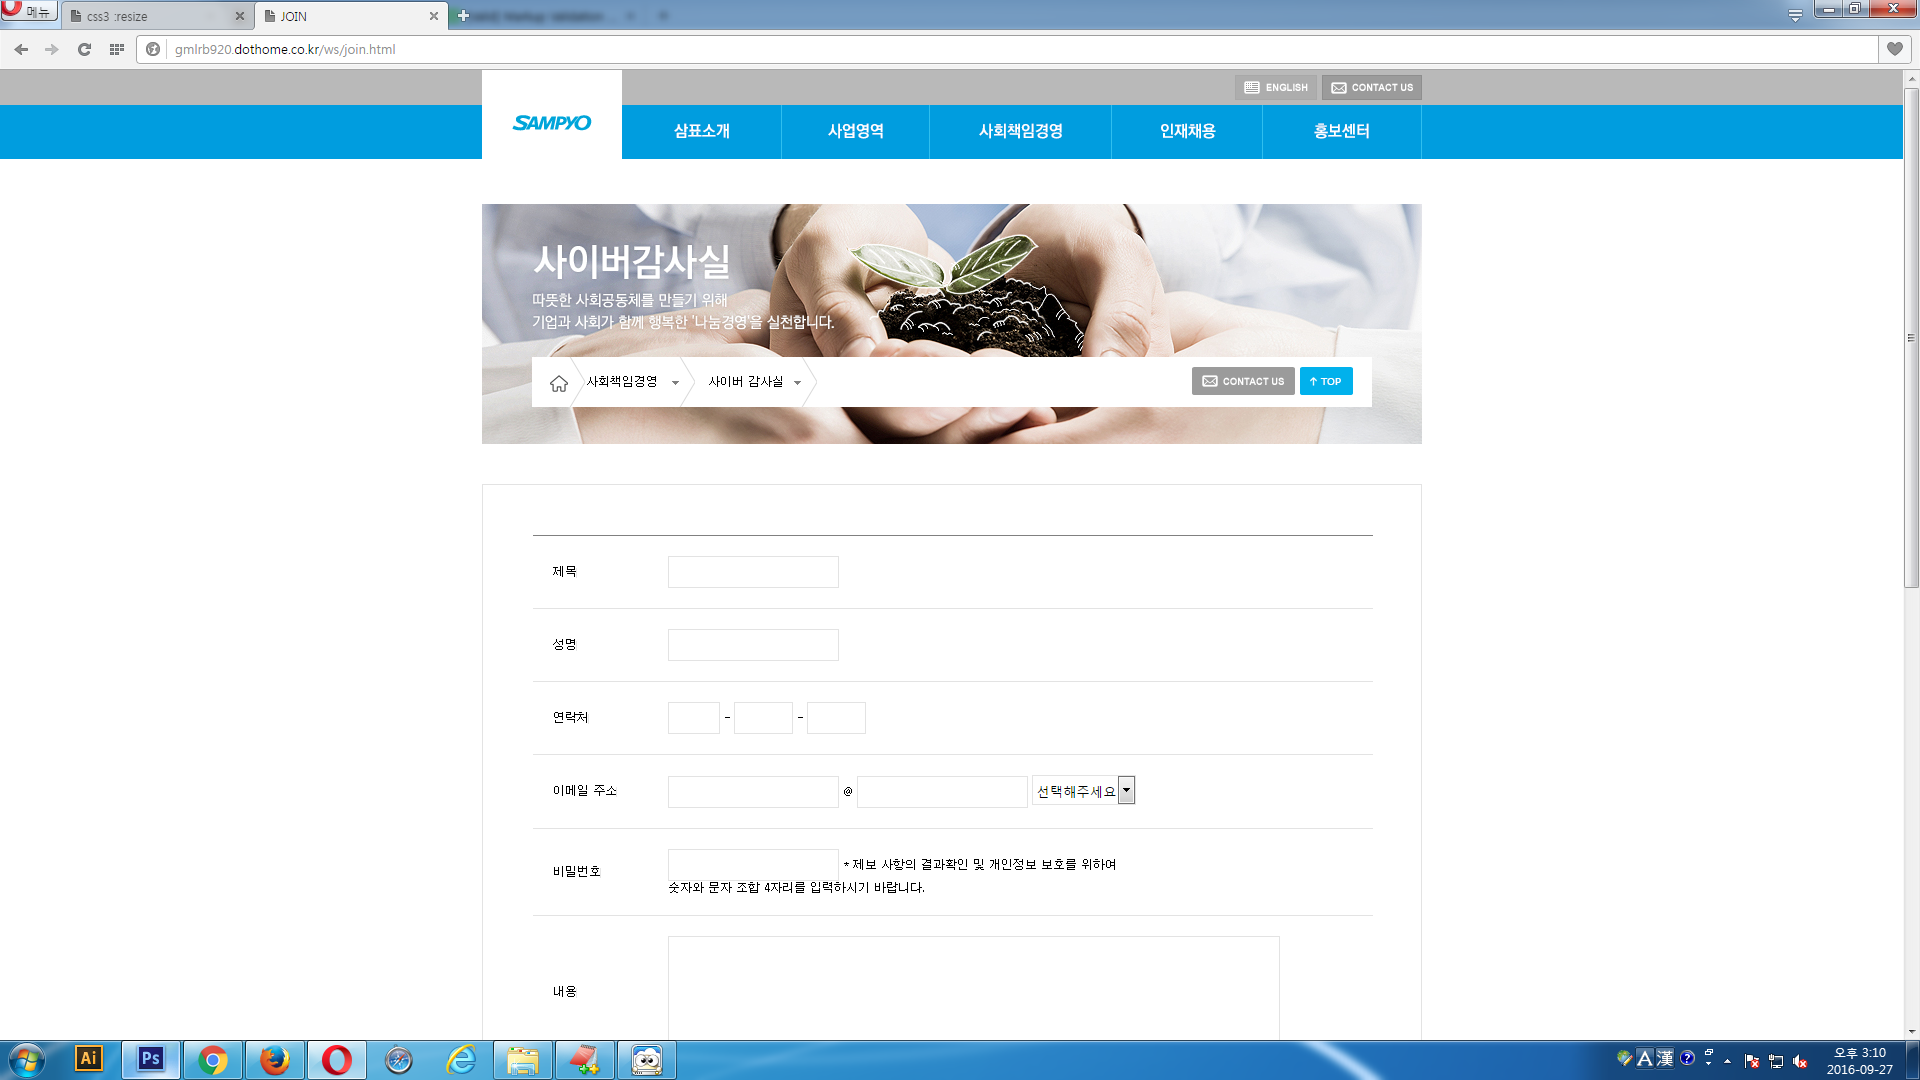 메뉴
css3 :resize
JOIN
gmlrb920.dothome.co.kr/ws/join.html
ENGLISH
CONTACT US
SAMPYO
삼표소개
사업영역
사회책임경영
인재채용
홍보센터
사이버감사실
따뜻한 사회공동체를 만들기 위해
기업과 사회가 함께 행복한 '나눔경영'을 실천합니다.
사회책임경영
사이버 감사실
CONTACT US
TOP
제목
성명
연락처
- -
이메일 주소
@
선택해주세요
비밀번호
* 제보 사항의 결과확인 및 개인정보 보호를 위하여
숫자와 문자 조합 4자리를 입력하시기 바랍니다.
내용
Ai
Ps
A 漢
오후 3:10
2016-09-27